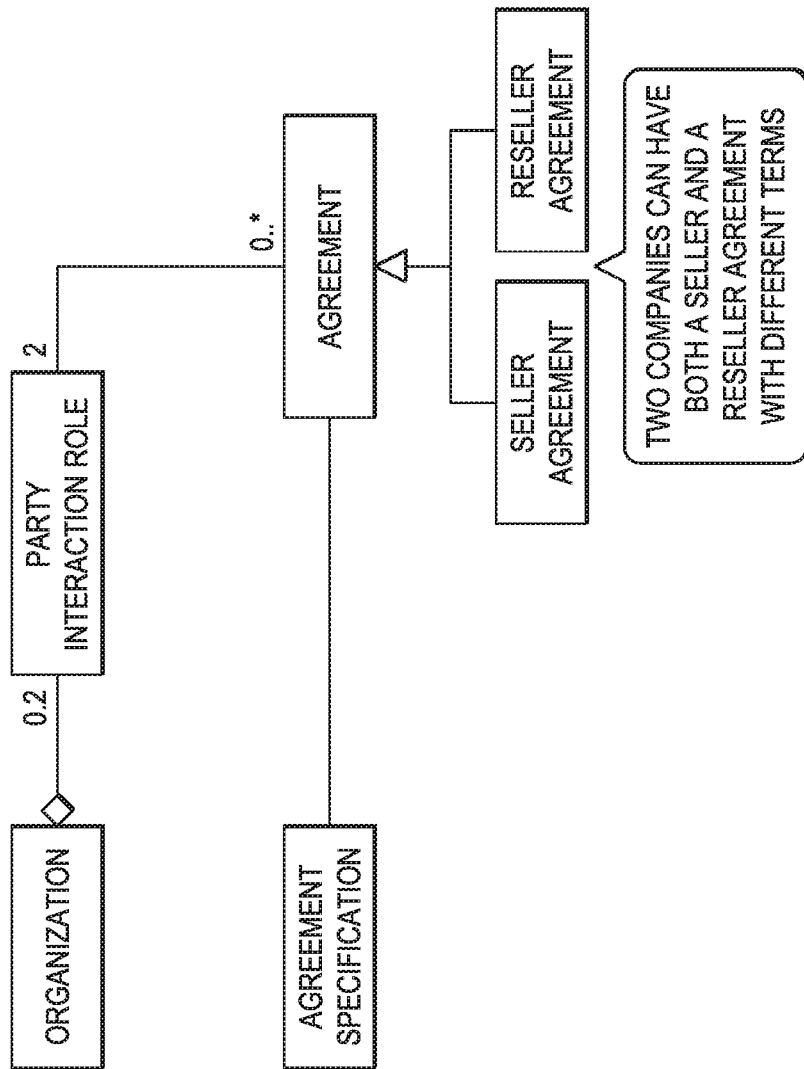 ORGANIZATION
0.2
PARTY
INTERACTION ROLE
2
0..*
AGREEMENT
SPECIFICATION
AGREEMENT
SELLER
AGREEMENT
RESELLER
AGREEMENT
TWO COMPANIES CAN HAVE
BOTH A SELLER AND A
RESELLER AGREEMENT
WITH DIFFERENT TERMS